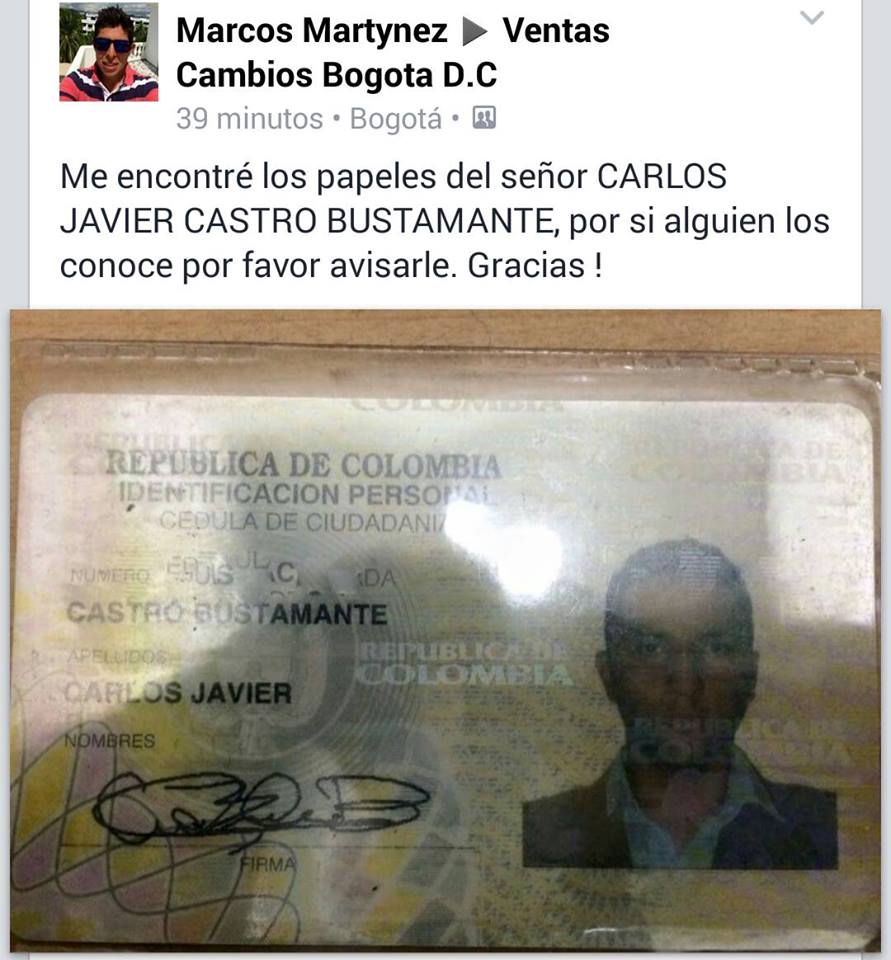 Marcos Martynez ▶ Ventas
Cambios Bogota D.C
39 minutos • Bogotá •
Me encontré los papeles del señor CARLOS
JAVIER CASTRO BUSTAMANTE, por si alguien los
conoce por favor avisarle. Gracias !
COLOMBIA
REPUBLICA DE COLOMBIA
IDENTIFICACION PERSONAL
CEDULA DE CIUDADANI
NUMERO
CASTRO BUSTAMANTE
REPUBLICA DE
COLOMBIA
APELLIDOS
CARLOS JAVIER
NOMBRES
REPUBLICA DE
COLOMBIA
FIRMA